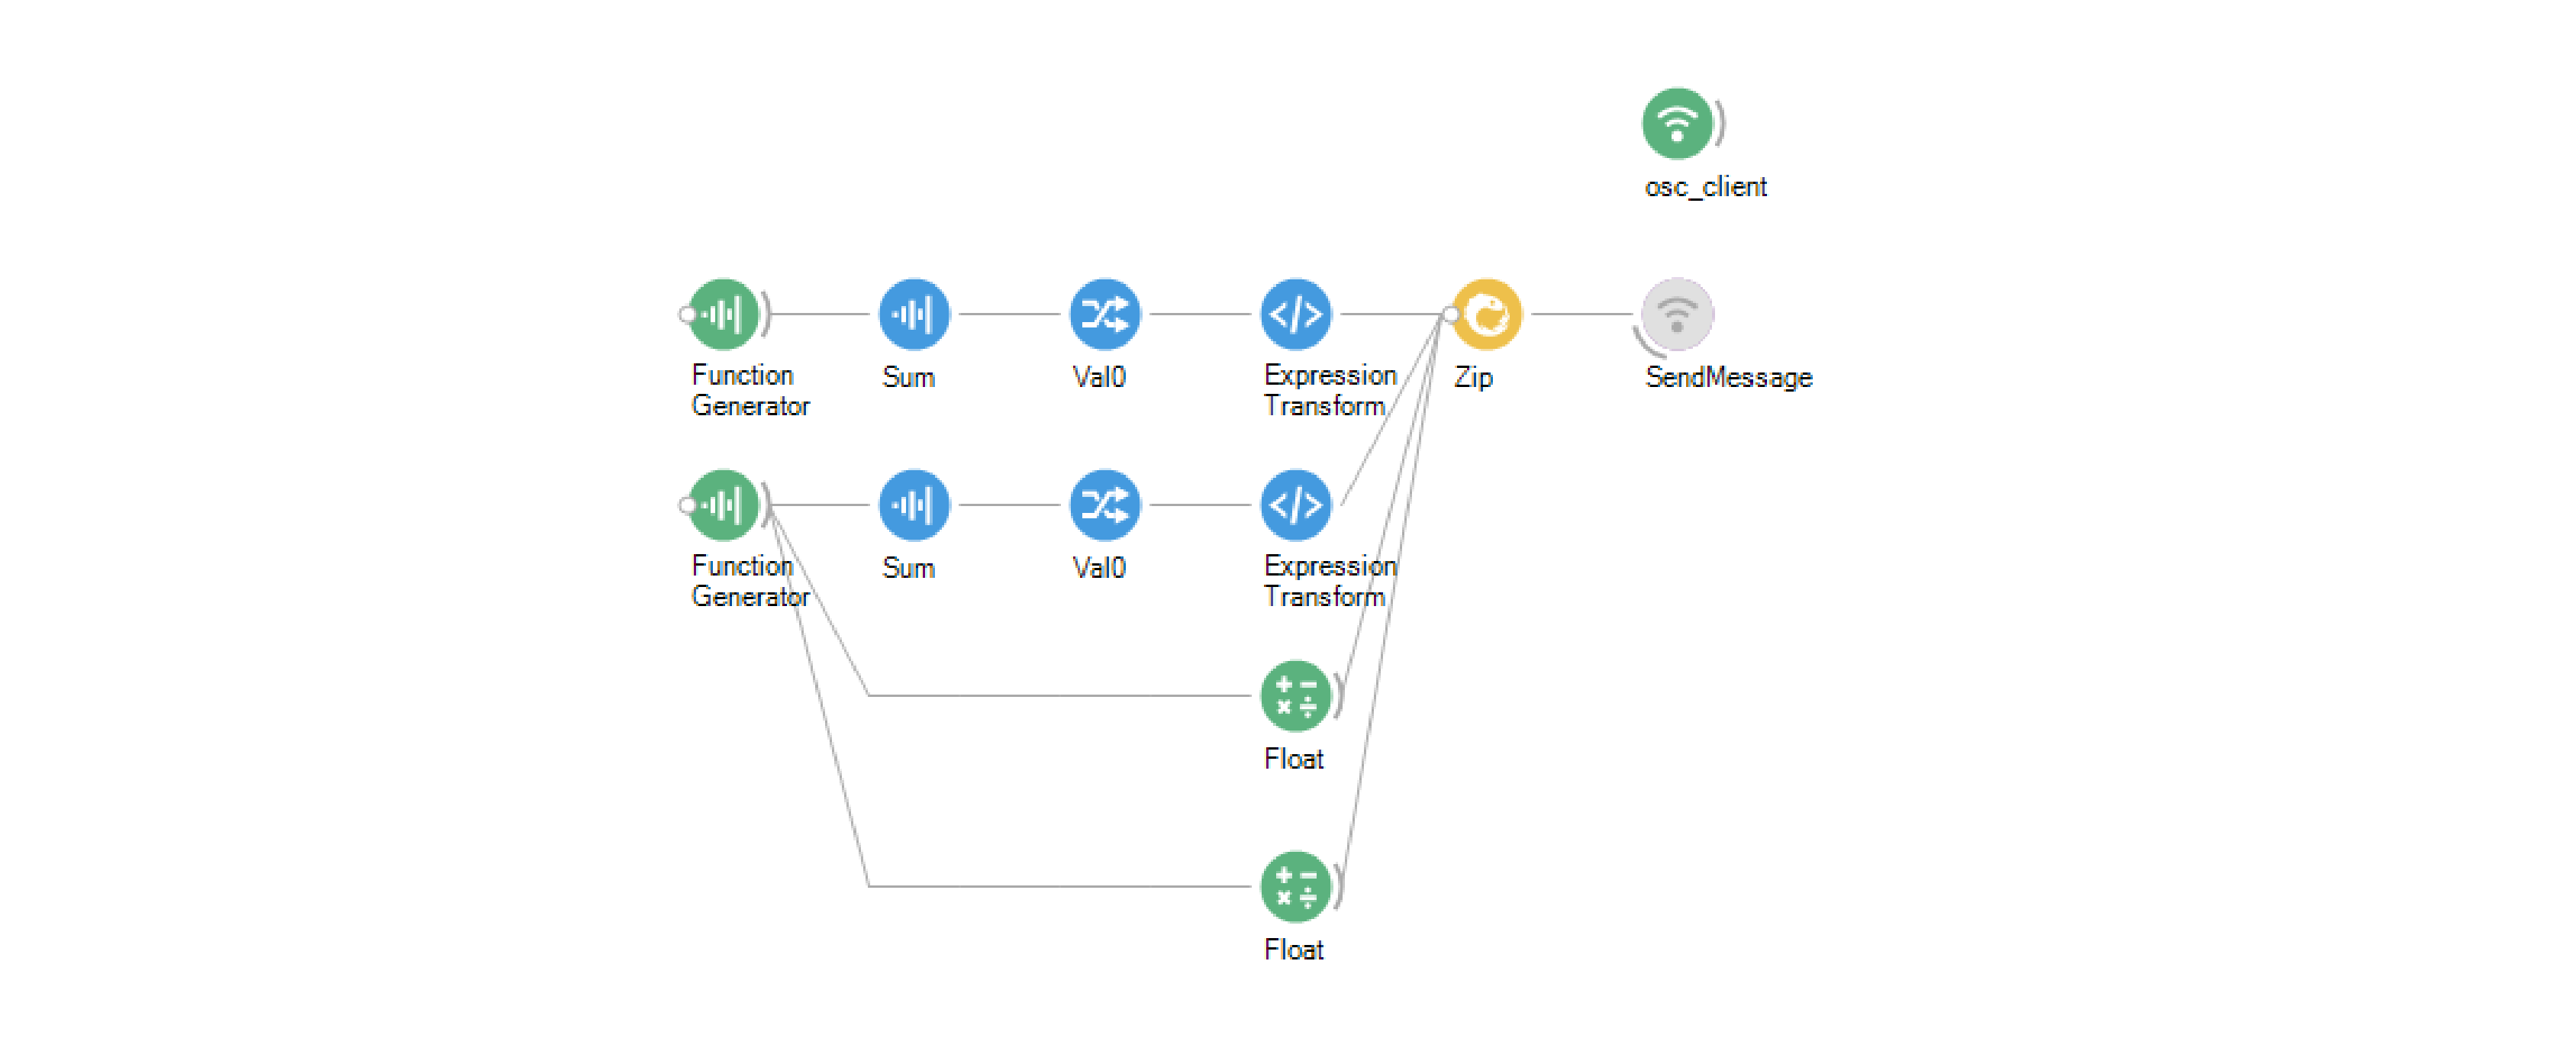 osc_client
Function
Generator
Sum
Val0
Expression
Transform
Zip
SendMessage
Function
Generator
Sum
Val0
Expression
Transform
Float
Float